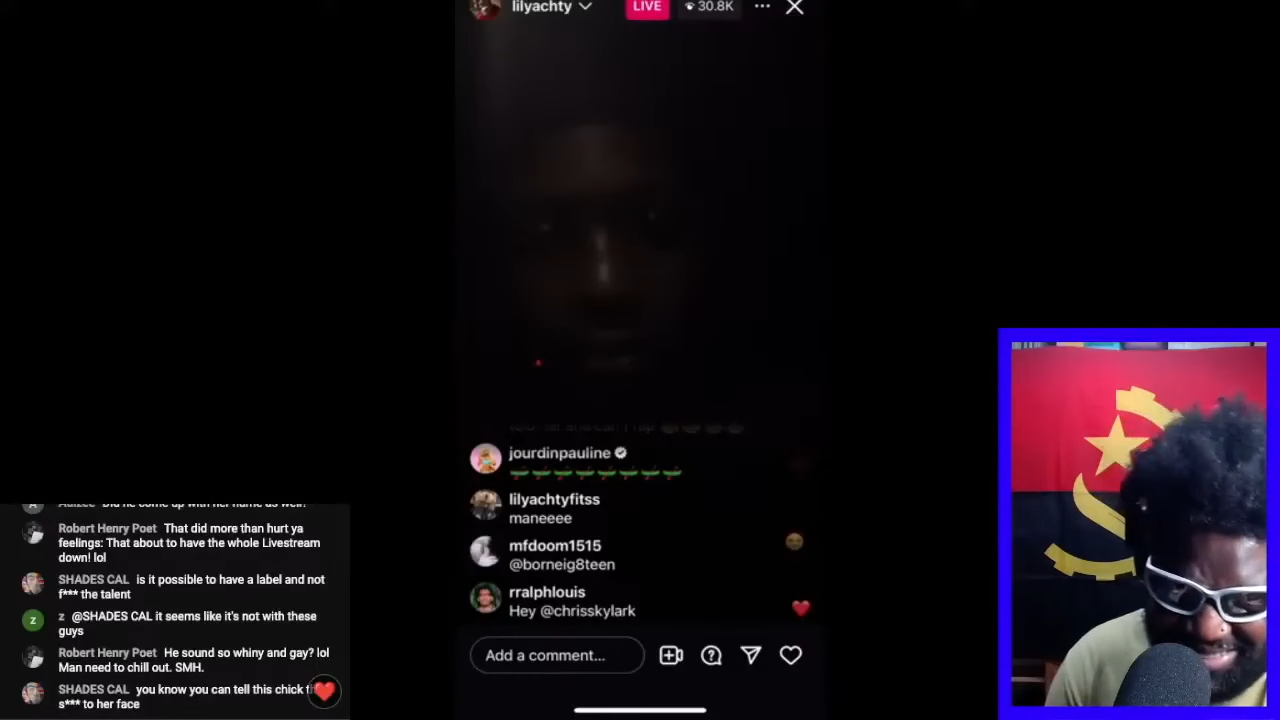 lilyachty
LIVE
30.8K
jourdinpauline
lilyachtyfitss
maneeee
mfdoom1515
@borneig8teen
rralphlouis
Hey @chrisskylark
Add a comment...
Robert Henry Poet That did more than hurt ya
feelings: That about to have the whole Livestream
down! lol
SHADES CAL is it possible to have a label and not
f*** the talent
z @SHADES CAL it seems like it's not with these
guys
Robert Henry Poet He sound so whiny and gay? lol
Man need to chill out. SMH.
SHADES CAL you know you can tell this chick
s*** to her face